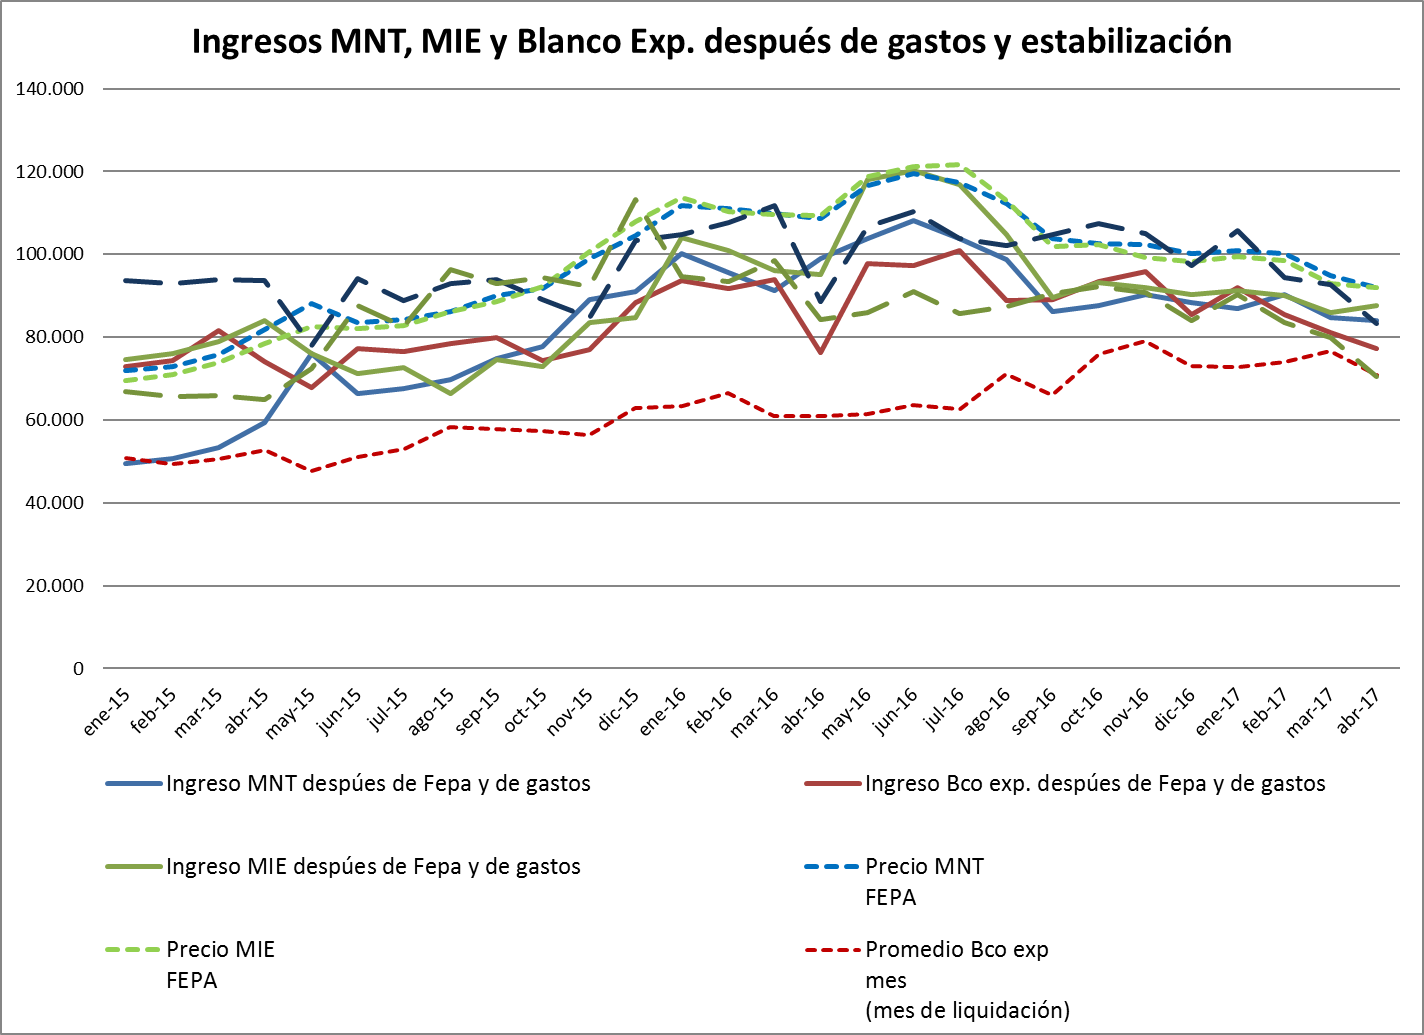 Ingresos MNT, MIE y Blanco Exp. después de gastos y estabilización
140.000
120.000
100.000
80.000
60.000
40.000
20.000
0
ene-15
feb-15
mar-15
abr-15
may-15
jun-15
jul-15
ago-15
sep-15
oct-15
nov-15
dic-15
ene-16
feb-16
mar-16
abr-16
may-16
jun-16
jul-16
ago-16
sep-16
oct-16
nov-16
dic-16
ene-17
feb-17
mar-17
abr-17
Ingreso MNT despúes de Fepa y de gastos
Ingreso Bco exp. despúes de Fepa y de gastos
Ingreso MIE despúes de Fepa y de gastos
Precio MNT
FEPA
Precio MIE
FEPA
Promedio Bco exp
mes
(mes de liquidación)